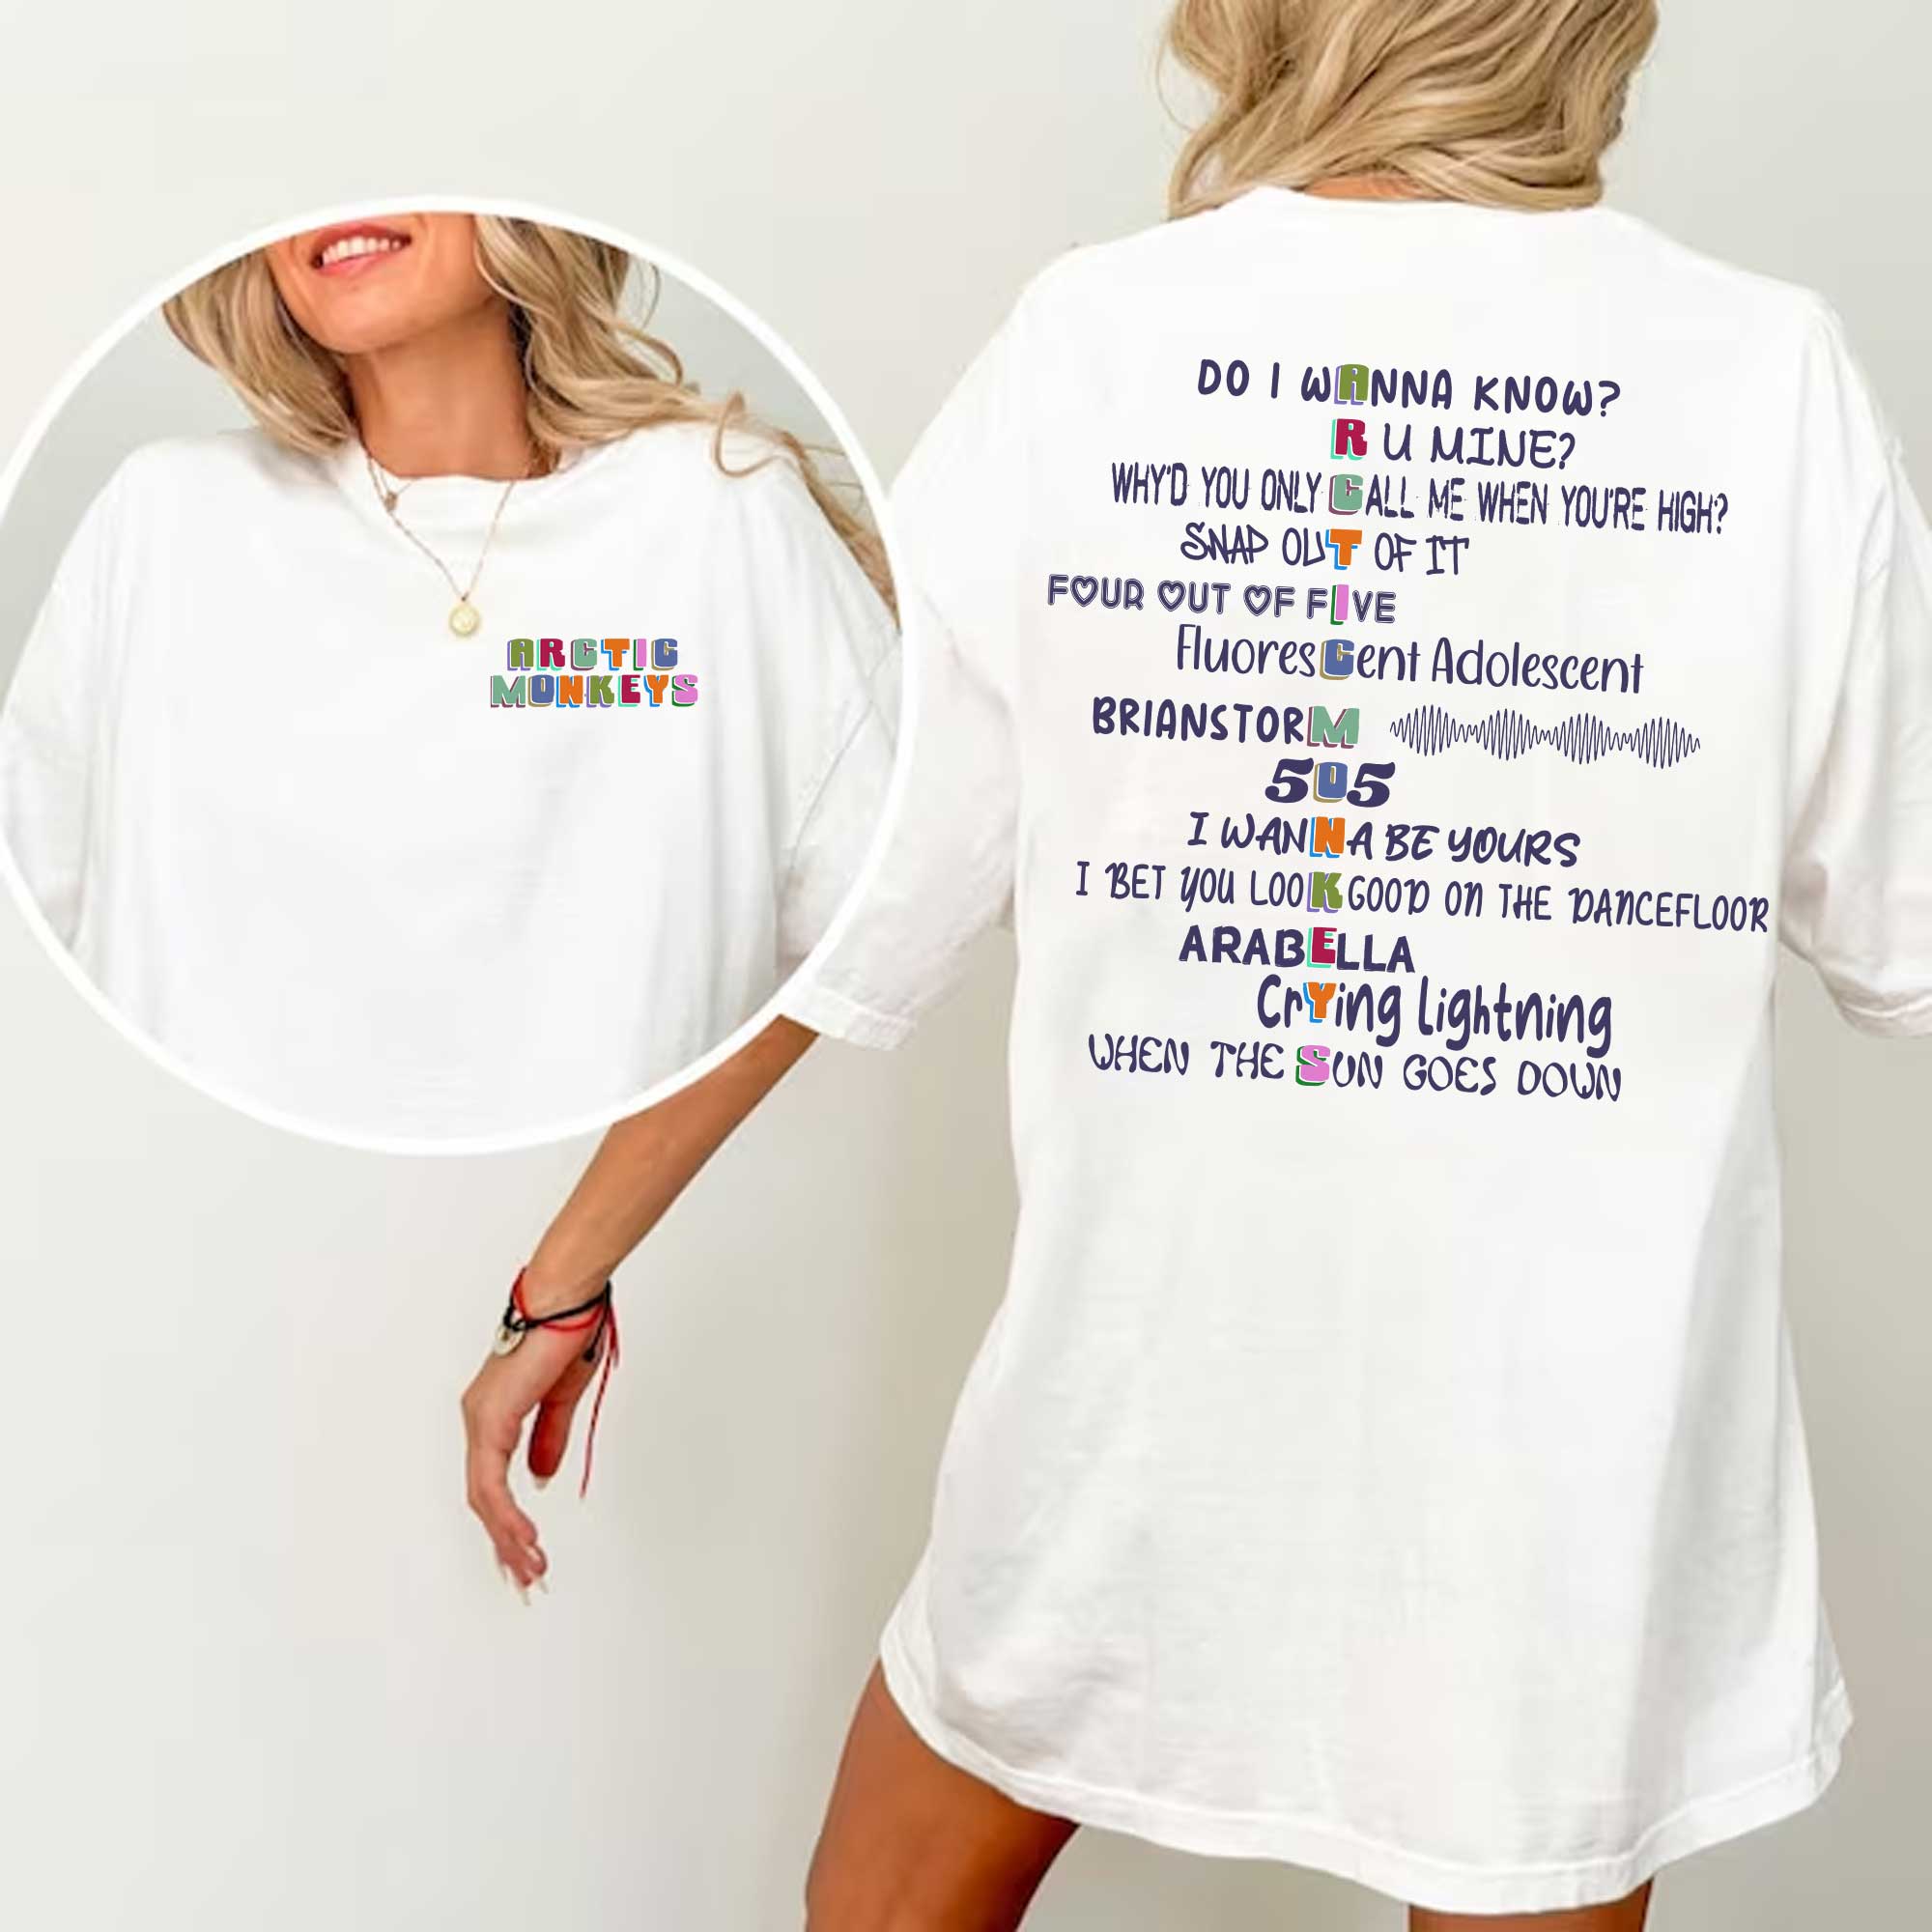 ARCTIC
MONKEYS
DO I WANNA KNOW?
R U MINE?
WHY'D YOU ONLY CALL ME WHEN YOU'RE HIGH?
SNAP OUT OF IT
FOUR OUT OF FIVE
Fluorescent Adolescent
BRIANSTORM
505
I WANNA BE YOURS
I BET YOU LOOK GOOD ON THE DANCEFLOOR
ARABELLA
CrYing lightning
WHEN THE SUN GOES DOWN